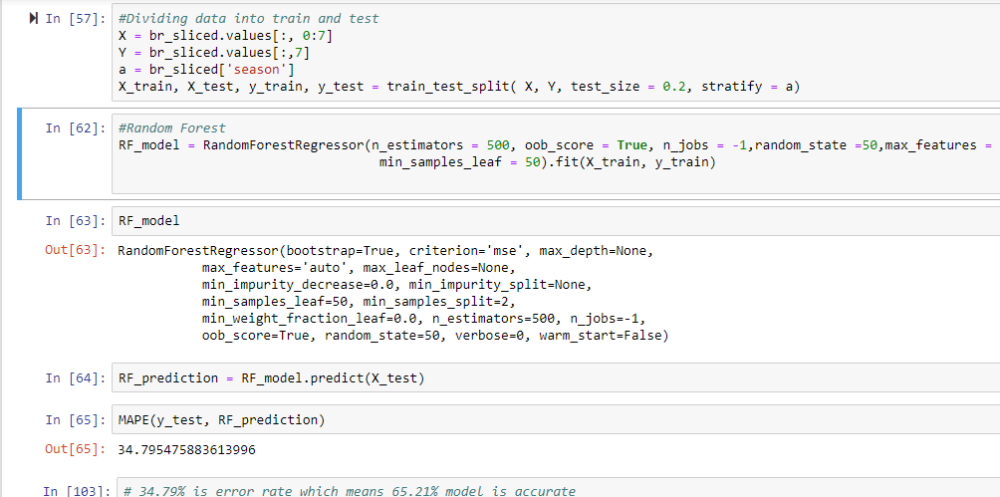 In [57]: #Dividing data into train and test
X = br_sliced.values[:, 0:7]
Y = br_sliced.values[:,7]
a = br_sliced['season']
X_train, X_test, y_train, y_test = train_test_split( X, Y, test_size = 0.2, stratify = a)
In [62]: #Random Forest
RF_model = RandomForestRegressor(n_estimators = 500, oob_score = True, n_jobs = -1,random_state =50,max_features =
min_samples_leaf = 50).fit(X_train, y_train)
In [63]: RF_model
Out[63]: RandomForestRegressor(bootstrap=True, criterion='mse', max_depth=None,
max_features='auto', max_leaf_nodes=None,
min_impurity_decrease=0.0, min_impurity_split=None,
min_samples_leaf=50, min_samples_split=2,
min_weight_fraction_leaf=0.0, n_estimators=500, n_jobs=-1,
oob_score=True, random_state=50, verbose=0, warm_start=False)
In [64]: RF_prediction = RF_model.predict(X_test)
In [65]: MAPE(y_test, RF_prediction)
Out[65]: 34.795475883613996
In [103]: # 34.79% is error rate which means 65.21% model is accurate